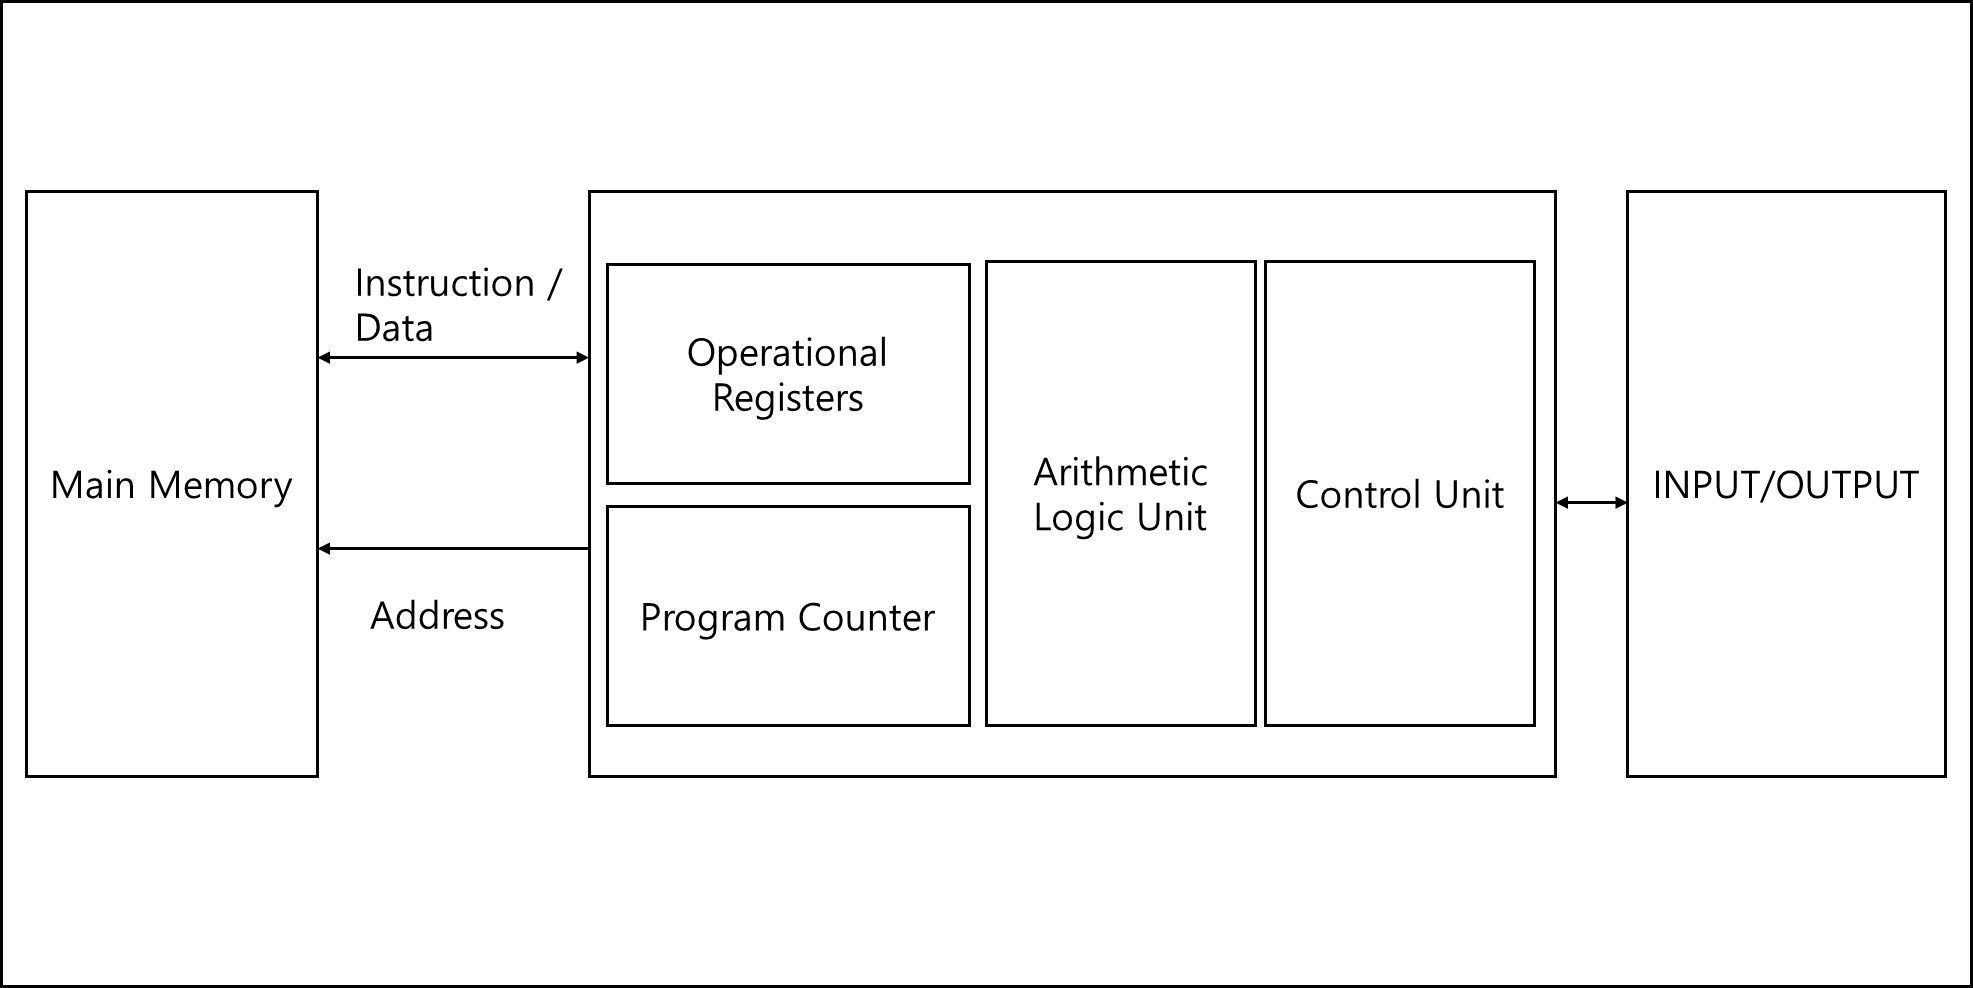 Main Memory
Instruction /
Data
Address
Operational
Registers
Program Counter
Arithmetic
Logic Unit
Control Unit
INPUT/OUTPUT